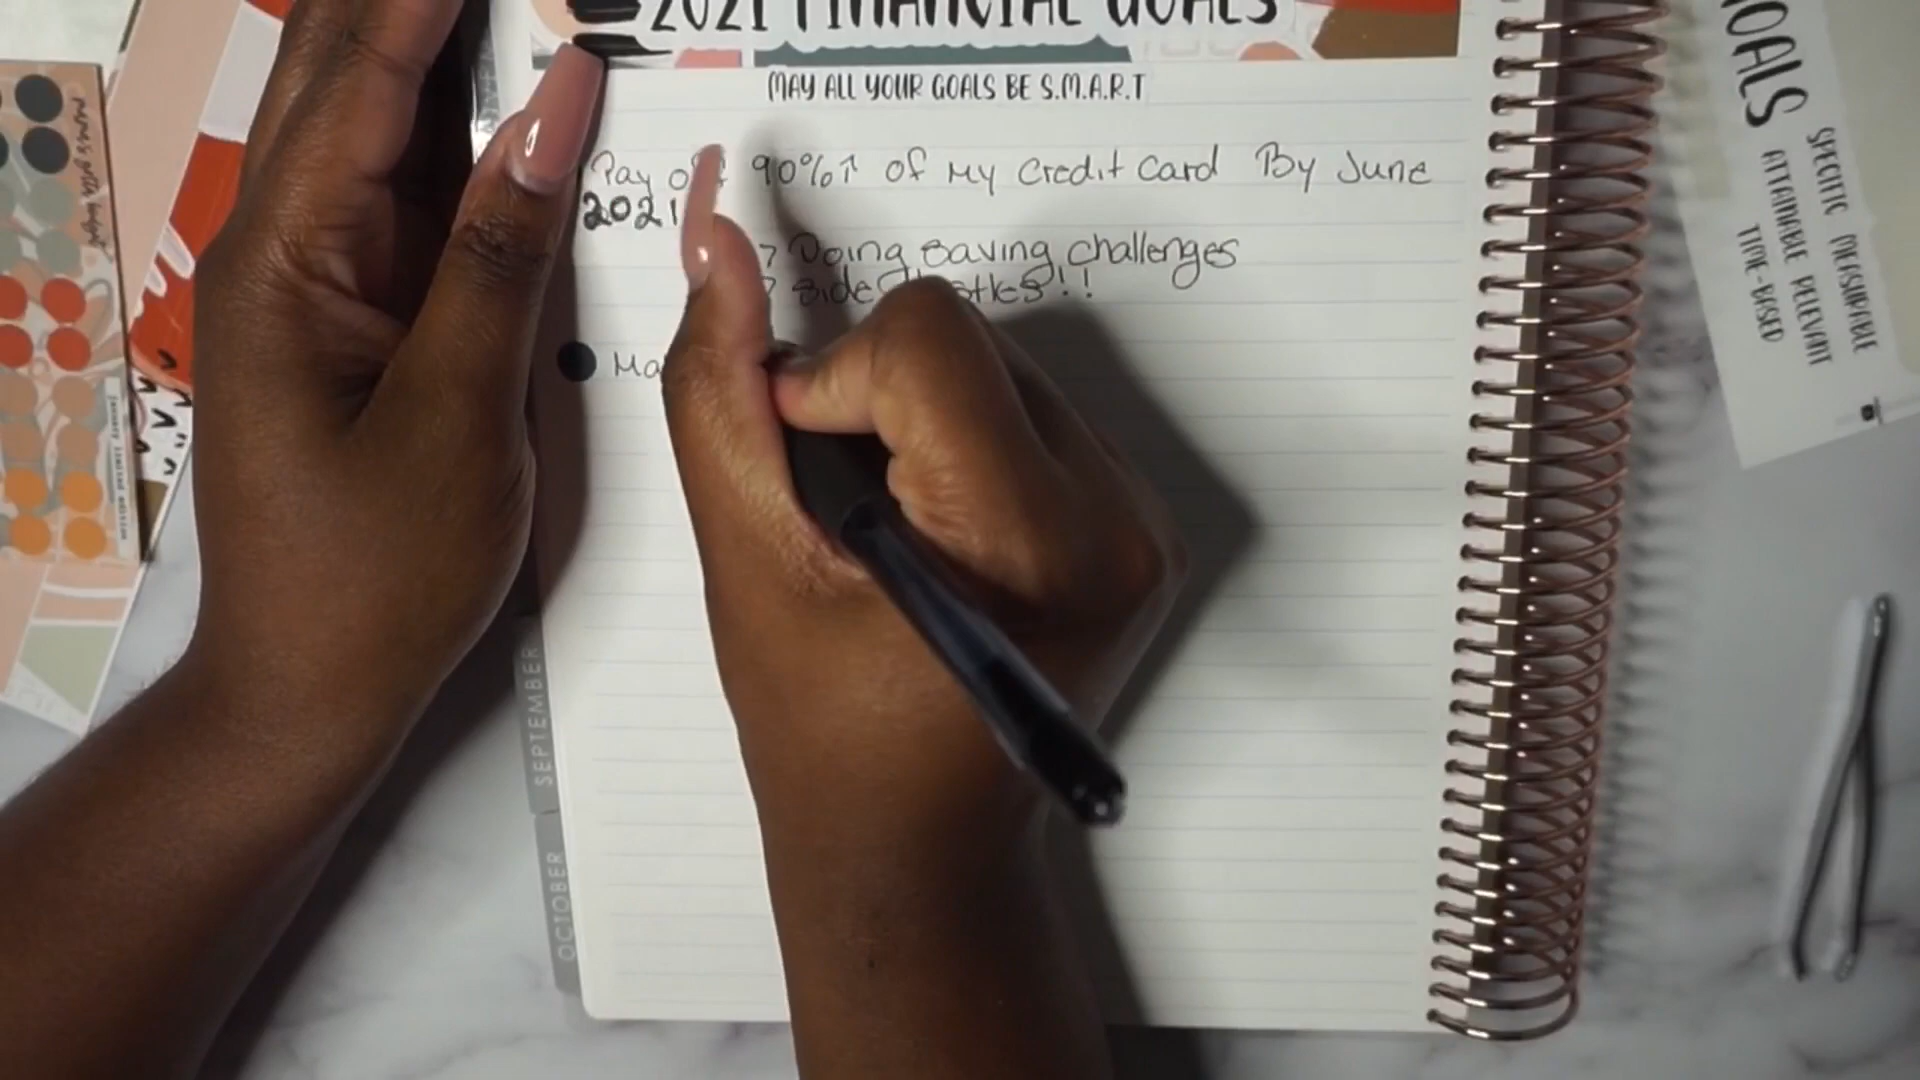 2021 FINANCIAL GOALS
MAY ALL YOUR GOALS BE S.M.A.R.T
Pay off 90%↑ of My Credit Card By June
2021
Doing saving challenges
side !!
SEPTEMBER
OCTOBER
GOALS
SPECIFIC MEASURABLE
ATTAINABLE RELEVANT
TIME-BASED